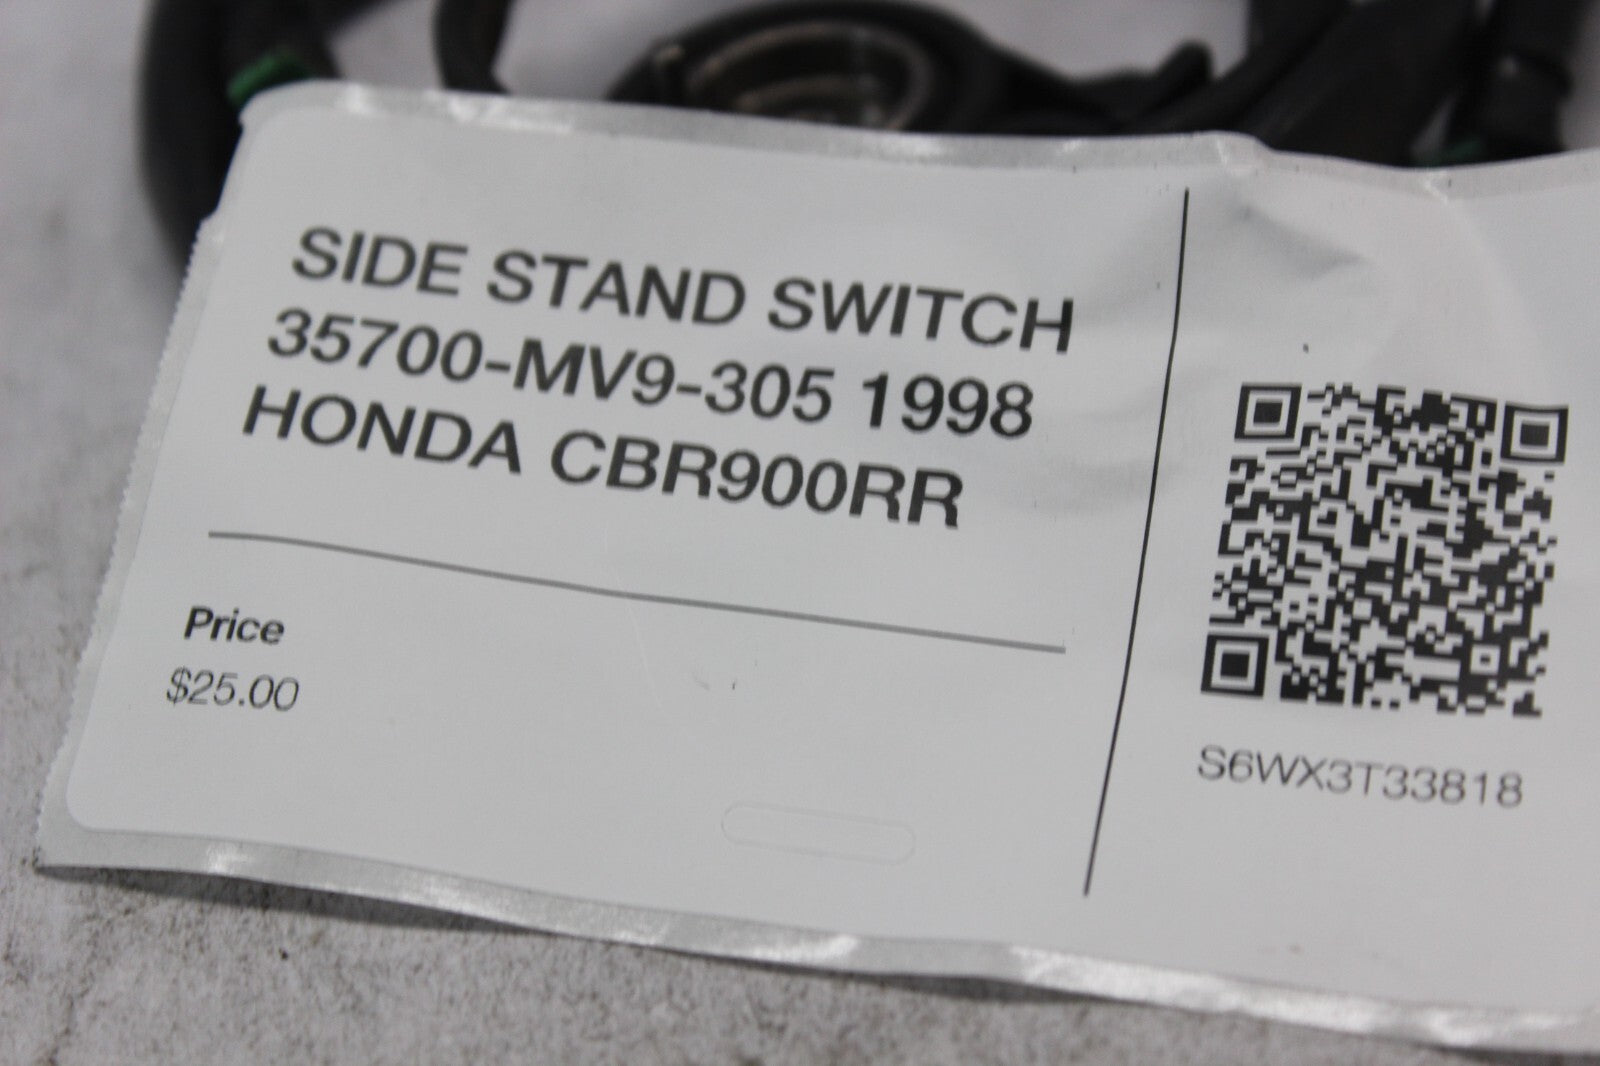 SIDE STAND SWITCH
35700-MV9-305 1998
HONDA CBR900RR
Price
$25.00
S6WX3T33818